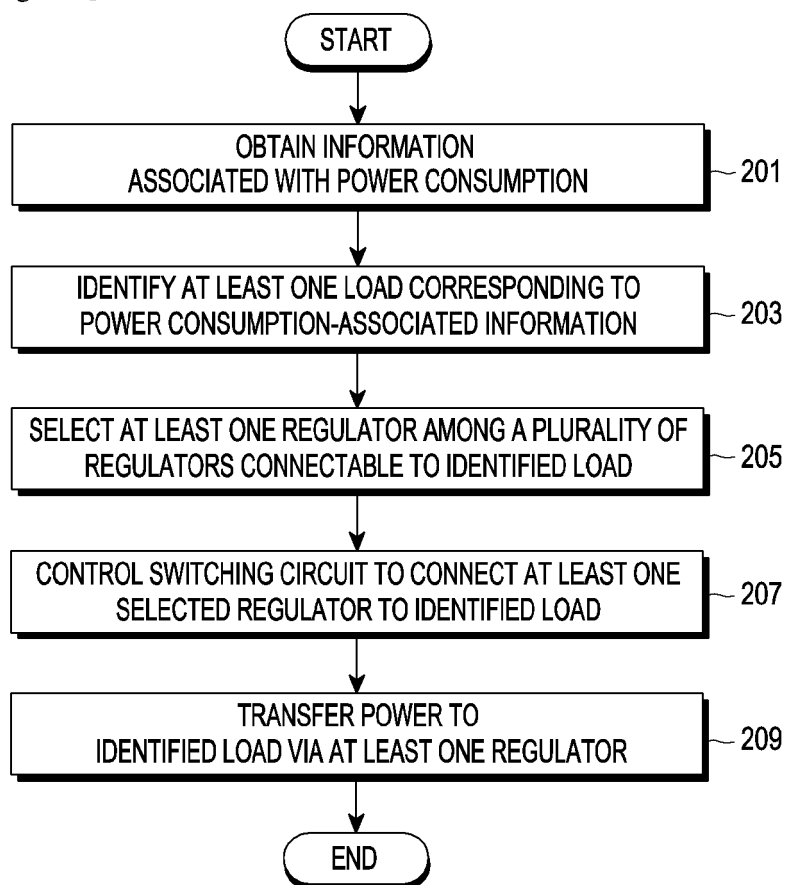 START
OBTAIN INFORMATION
ASSOCIATED WITH POWER CONSUMPTION
201
IDENTIFY AT LEAST ONE LOAD CORRESPONDING TO
POWER CONSUMPTION-ASSOCIATED INFORMATION
203
SELECT AT LEAST ONE REGULATOR AMONG A PLURALITY OF
REGULATORS CONNECTABLE TO IDENTIFIED LOAD
205
CONTROL SWITCHING CIRCUIT TO CONNECT AT LEAST ONE
SELECTED REGULATOR TO IDENTIFIED LOAD
207
TRANSFER POWER TO
IDENTIFIED LOAD VIA AT LEAST ONE REGULATOR
209
END